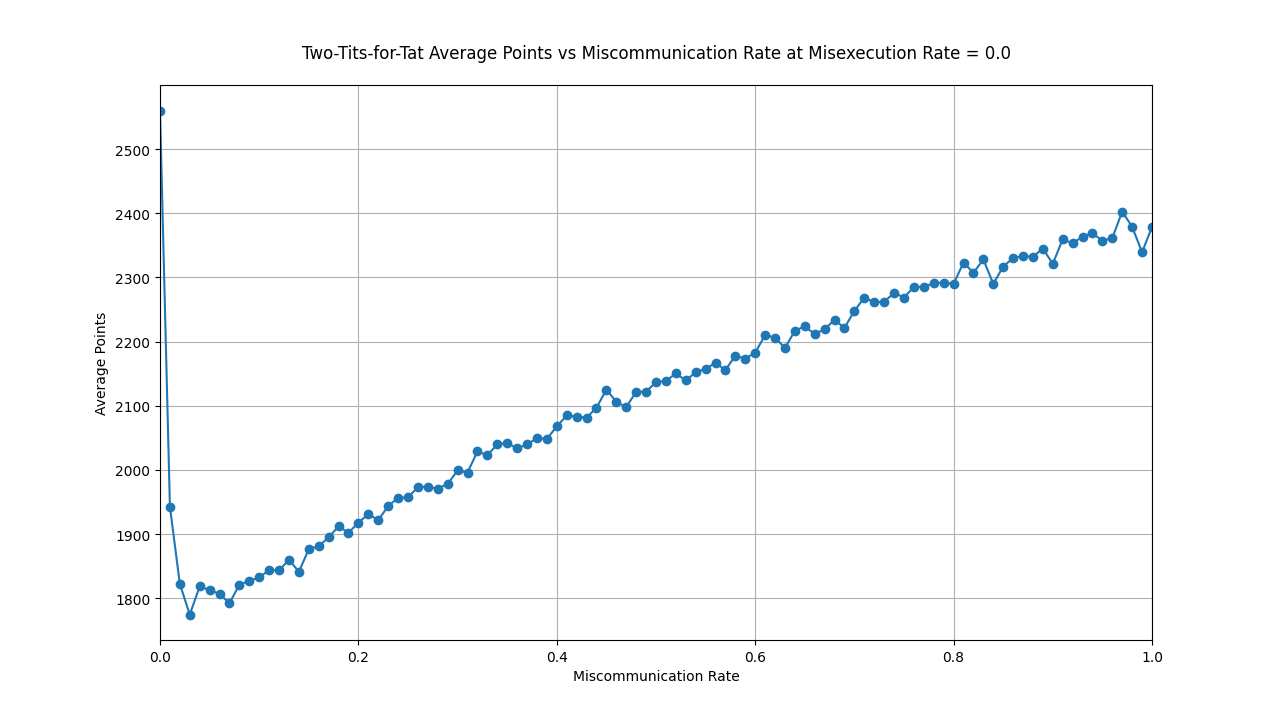 Two-Tits-for-Tat Average Points vs Miscommunication Rate at Misexecution Rate = 0.0
2500
2400
2300
2200
2100
2000
1900
1800
Average Points
0.0 0.2 0.4 0.6 0.8 1.0
Miscommunication Rate